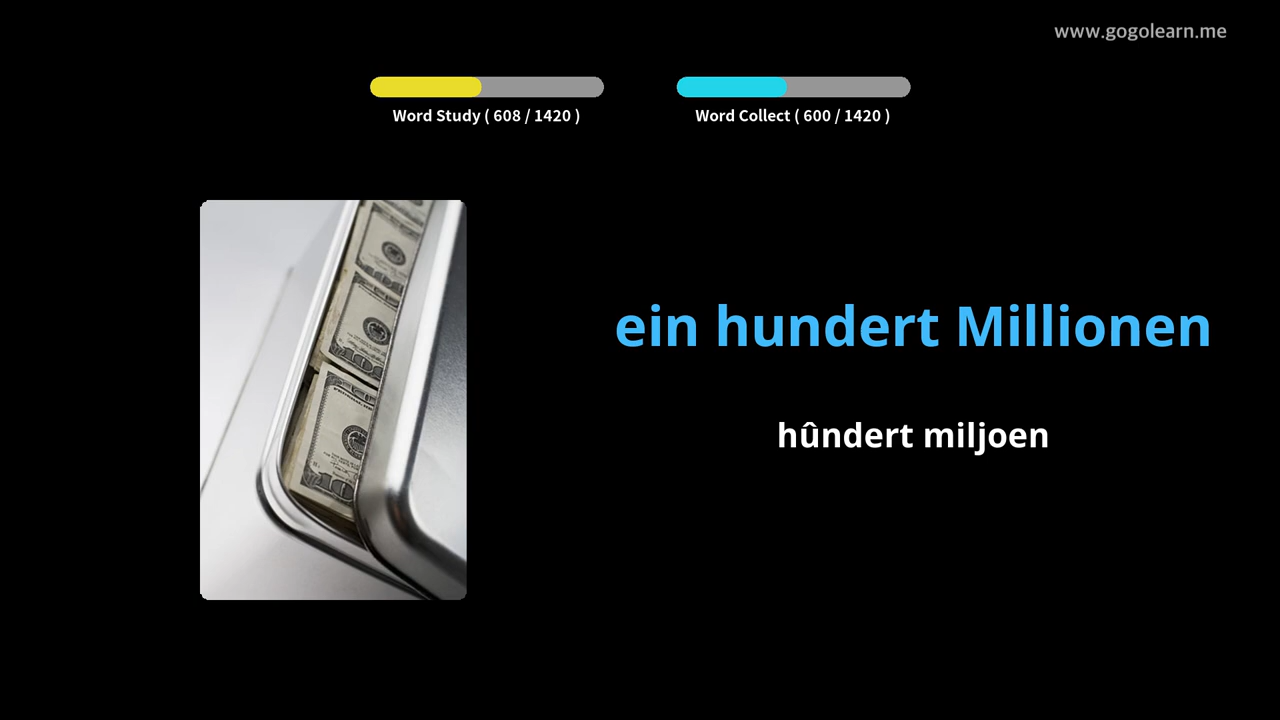 www.gogolearn.me
Word Study ( 608 / 1420 )
Word Collect ( 600 / 1420 )
ein hundert Millionen
hûndert miljoen